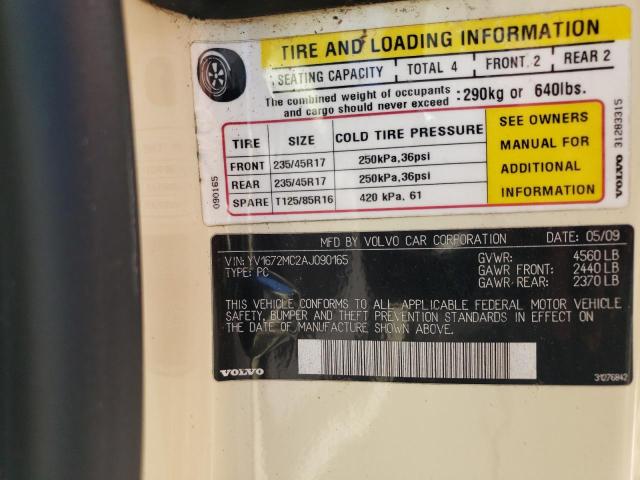 TIRE AND LOADING INFORMATION
SEATING CAPACITY TOTAL 4 FRONT. 2 REAR 2
The combined weight of occupants and cargo should never exceed : 290kg or 640lbs.
TIRE SIZE COLD TIRE PRESSURE
FRONT 235/45R17 250kPa,36psi
REAR 235/45R17 250kPa,36psi
SPARE T125/85R16 420 kPa, 61
SEE OWNERS
MANUAL FOR
ADDITIONAL
INFORMATION
090165
VOLVO 31283315
MFD BY VOLVO CAR CORPORATION DATE: 05/09
VIN: YV1672MC2AJ090165 GVWR: 4560 LB
TYPE: PC GAWR FRONT: 2440 LB
GAWR REAR: 2370 LB
THIS VEHICLE CONFORMS TO ALL APPLICABLE FEDERAL MOTOR VEHICLE
SAFETY, BUMPER AND THEFT PREVENTION STANDARDS IN EFFECT ON
THE DATE OF MANUFACTURE SHOWN ABOVE.
VOLVO 31276842